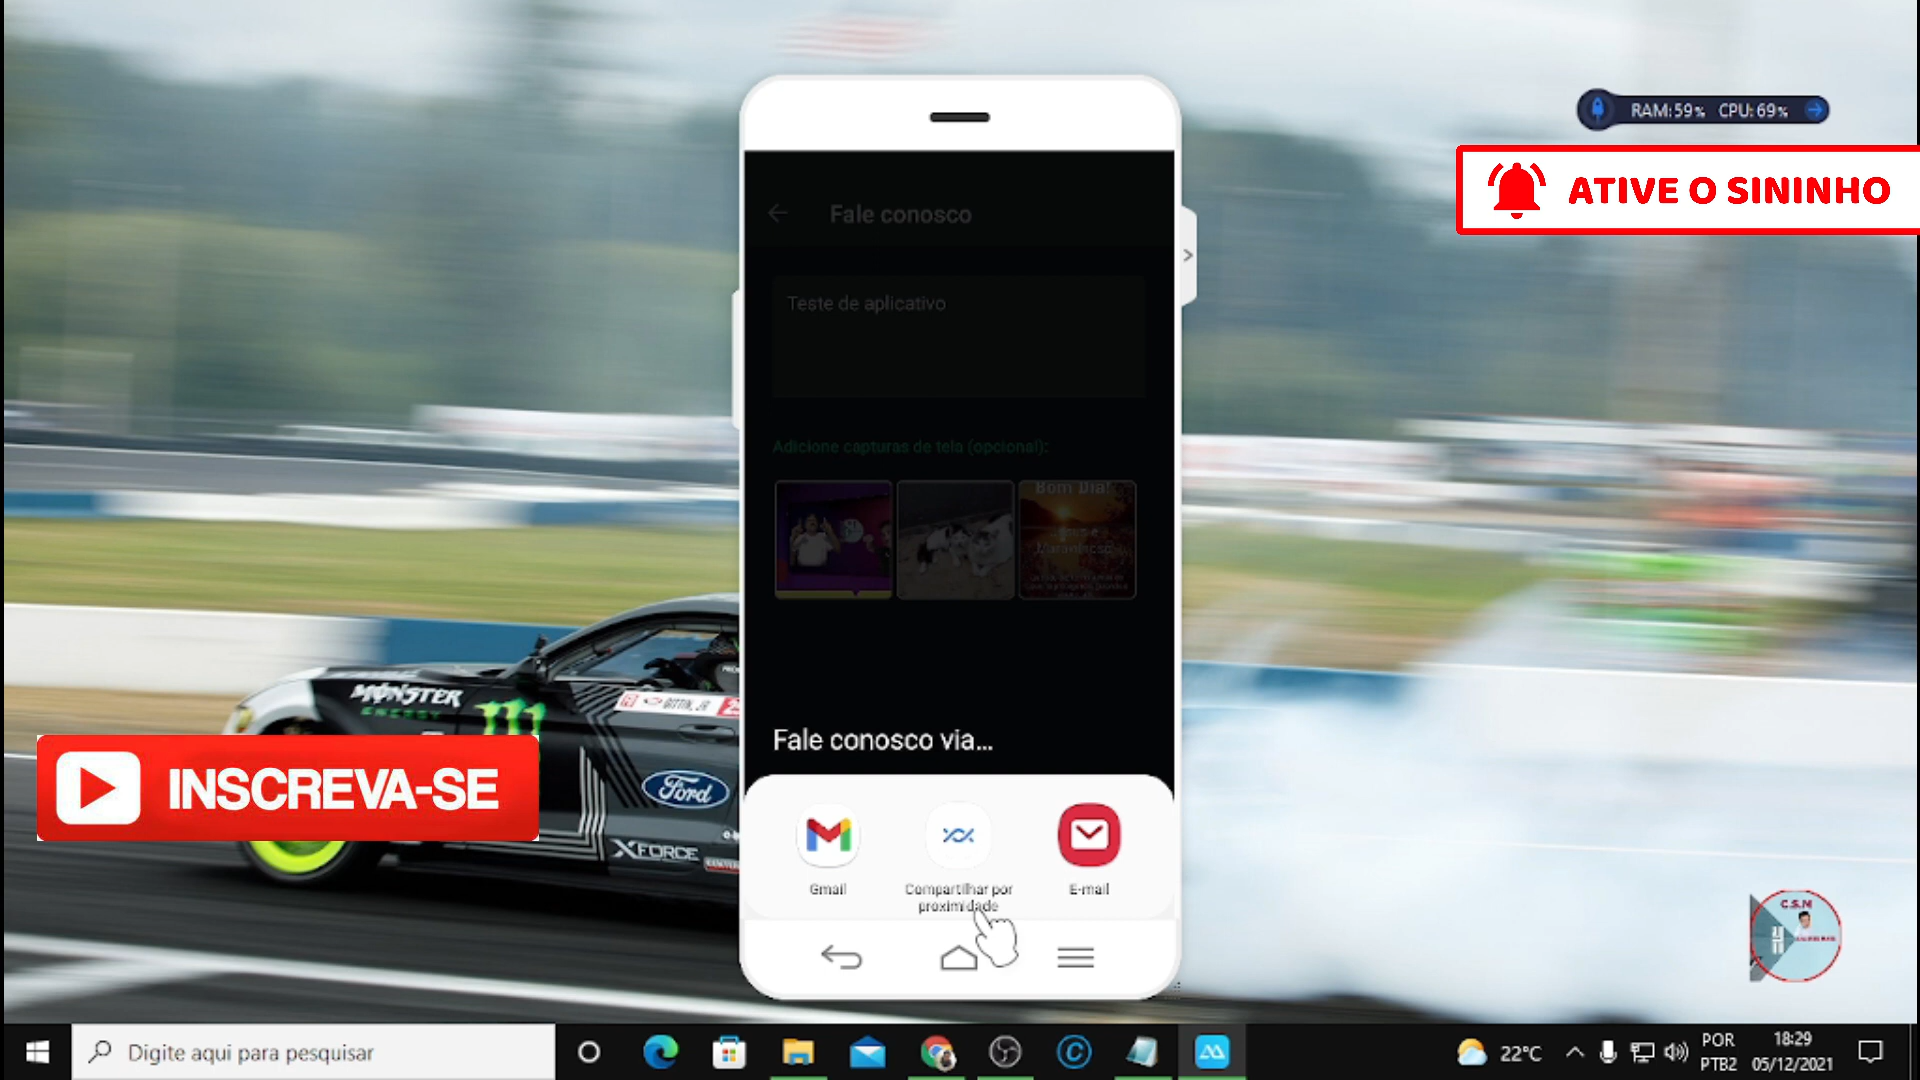 RAM:59% CPU:69%
ATIVE O SININHO
Fale conosco
Teste de aplicativo
Adicione capturas de tela (opcional):
Bom Dia!
Maravilhoso
Fale conosco via...
Gmail
Compartilhar por
proximidade
E-mail
MONSTER
ENERGY
Ford
XFORCE
INSCREVA-SE
C.S.M
Digite aqui para pesquisar
22°C
POR
PTB2
18:29
05/12/2021